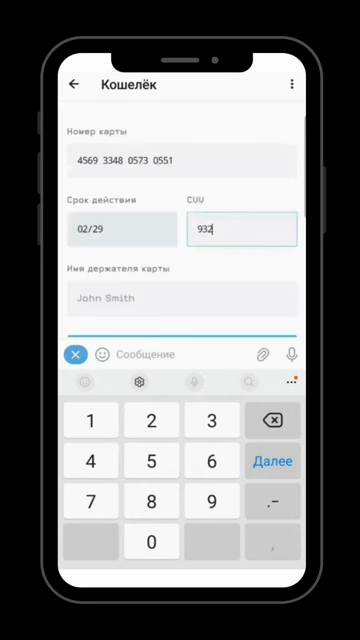 Кошелёк
Номер карты
4569 3348 0573 0551
Срок действия CVV
02/29 932
Имя держателя карты
John Smith
Сообщение
1 2 3
4 5 6 Далее
7 8 9 .-
0 ,